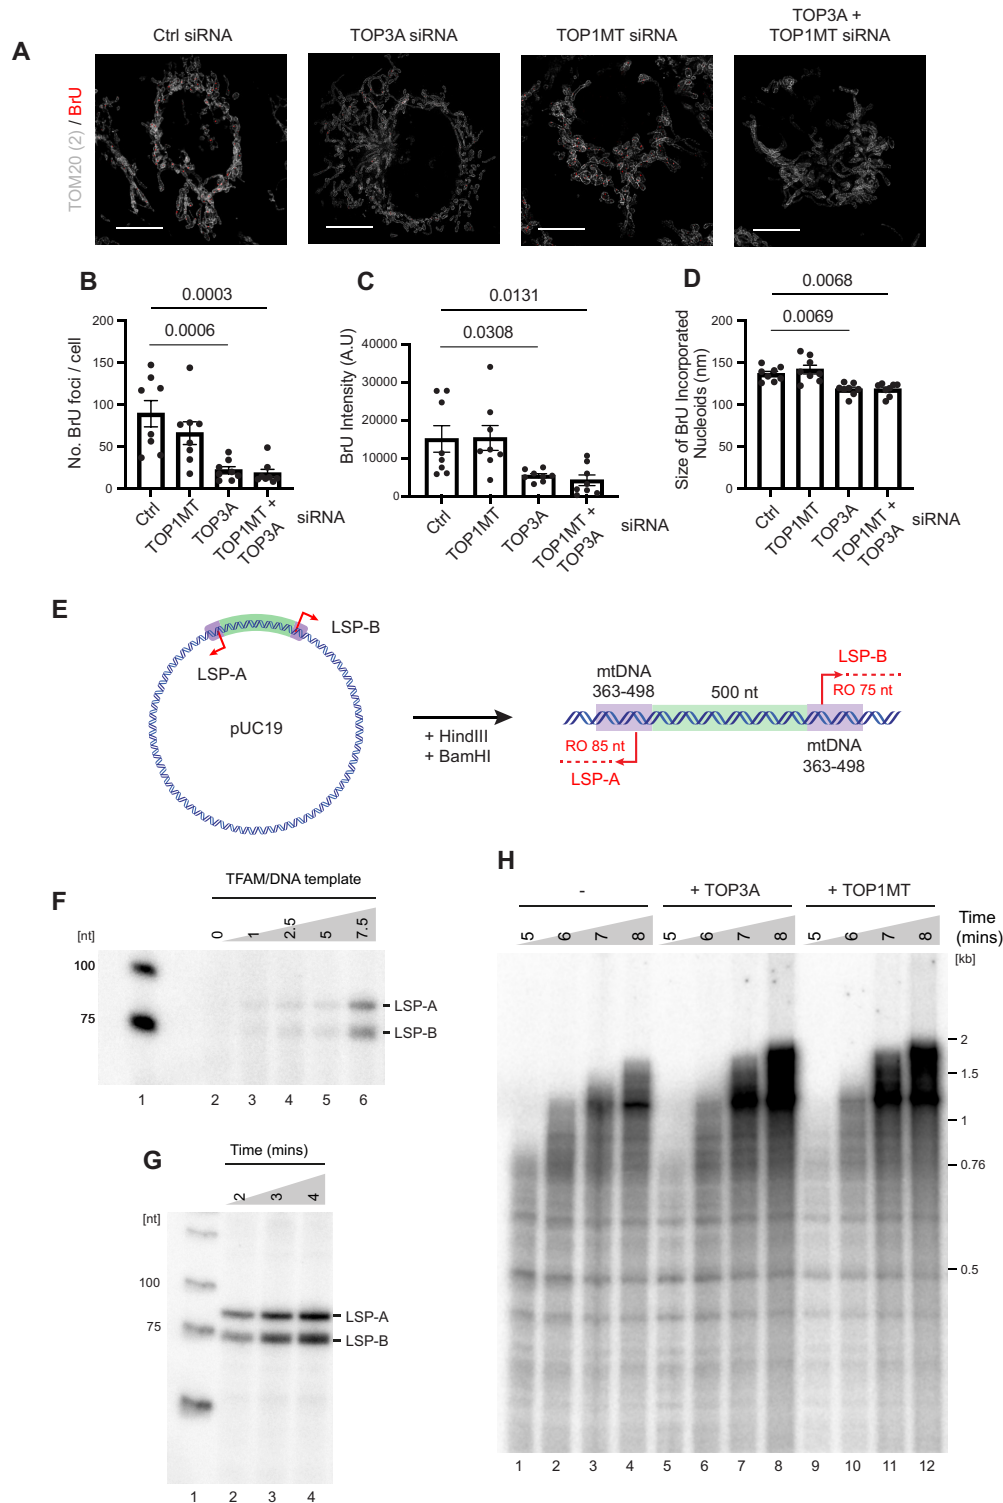 A
Ctrl siRNA
TOP3A siRNA
TOP1MT siRNA
TOP3A +
TOP1MT siRNA
TOM20 (2) / BrU
B
0.0003
0.0006
No. BrU foci / cell
200
150
100
50
0
Ctrl
TOP1MT
TOP3A
TOP1MT +
TOP3A
siRNA
C
0.0131
0.0308
BrU Intensity (A.U)
40000
30000
20000
10000
0
Ctrl
TOP1MT
TOP3A
TOP1MT +
TOP3A
siRNA
D
0.0068
0.0069
Size of BrU Incorporated
Nucleoids (nm)
200
150
100
50
0
Ctrl
TOP1MT
TOP3A
TOP1MT +
TOP3A
siRNA
E
LSP-B
LSP-A
pUC19
+ HindIII
+ BamHI
mtDNA
363-498
500 nt
LSP-B
RO 75 nt
RO 85 nt
LSP-A
mtDNA
363-498
F
TFAM/DNA template
[nt]
0
1
2.5
5
7.5
100
75
LSP-A
LSP-B
1
2
3
4
5
6
G
Time (mins)
[nt]
2
3
4
100
75
LSP-A
LSP-B
1
2
3
4
H
-
+ TOP3A
+ TOP1MT
5
6
7
8
5
6
7
8
5
6
7
8
Time
(mins)
[kb]
2
1.5
1
0.76
0.5
1
2
3
4
5
6
7
8
9
10
11
12